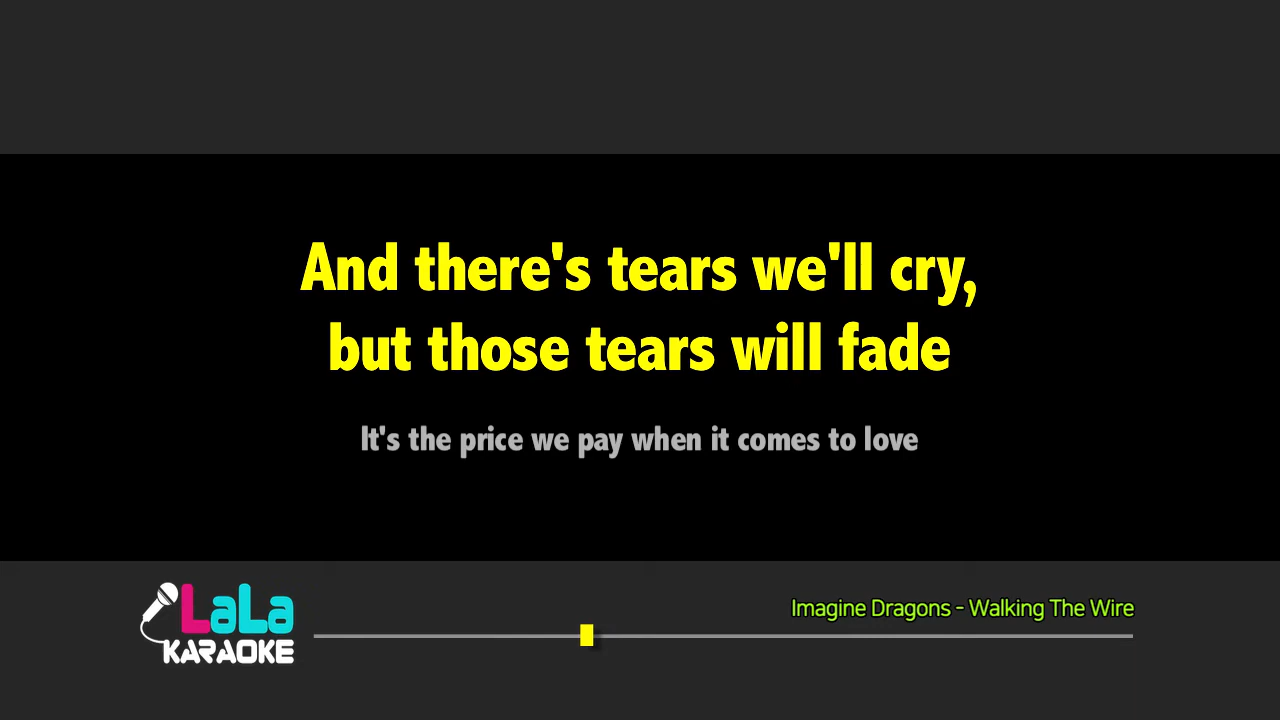 And there's tears we'll cry,
but those tears will fade
It's the price we pay when it comes to love
Imagine Dragons - Walking The Wire
LaLa
KARAOKE